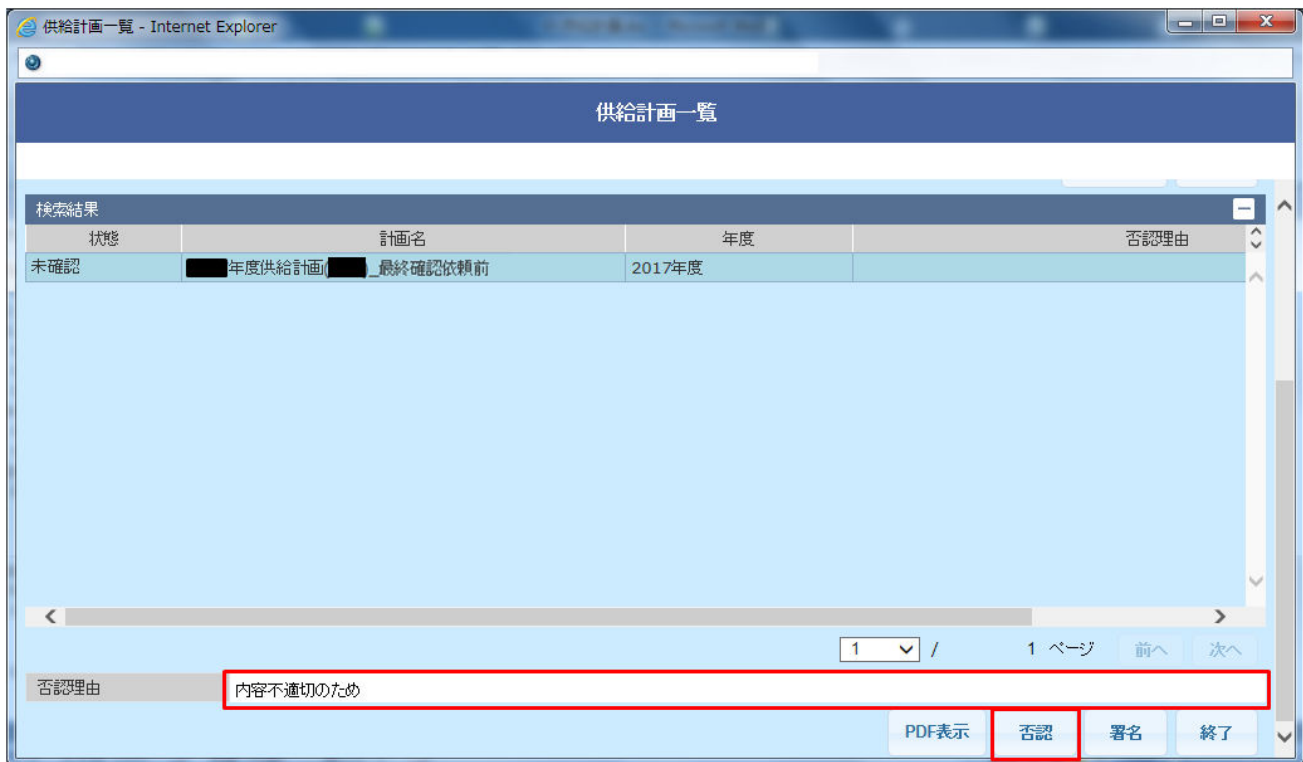 供給計画一覧 - Internet Explorer
供給計画一覧
検索結果
状態 計画名 年度 否認理由
未確認 年度供給計画( )_最終確認依頼前 2017年度
1 / 1 ページ 前へ 次へ
否認理由 内容不適切のため
PDF表示 否認 署名 終了